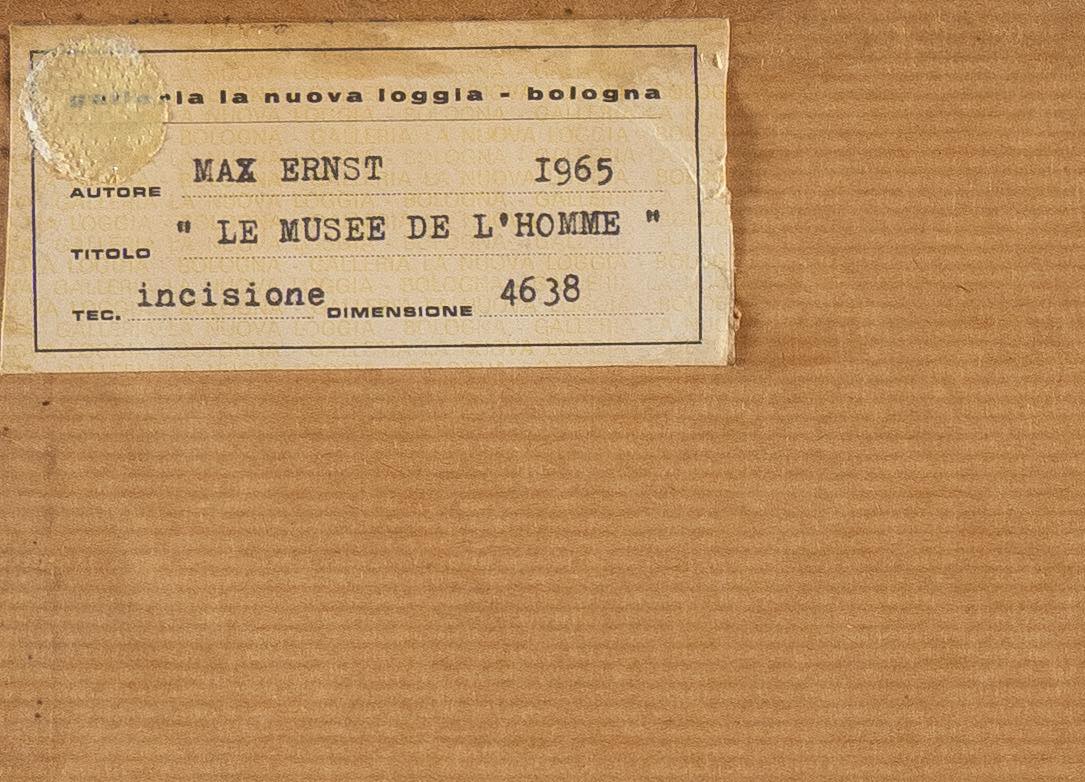 galleria la nuova loggia - bologna
AUTORE MAX ERNST 1965
TITOLO " LE MUSEE DE L'HOMME "
TEC. incisione DIMENSIONE 4638